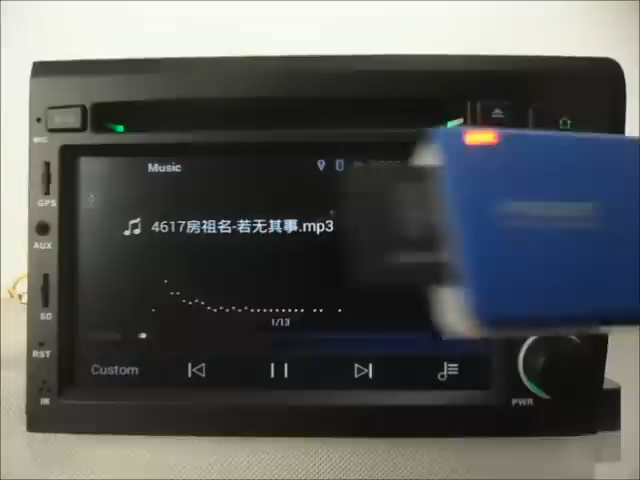 MIC
Music
GPS
4617房祖名-若无其事.mp3
AUX
SD
1/13
RST
Custom
IR
PWR